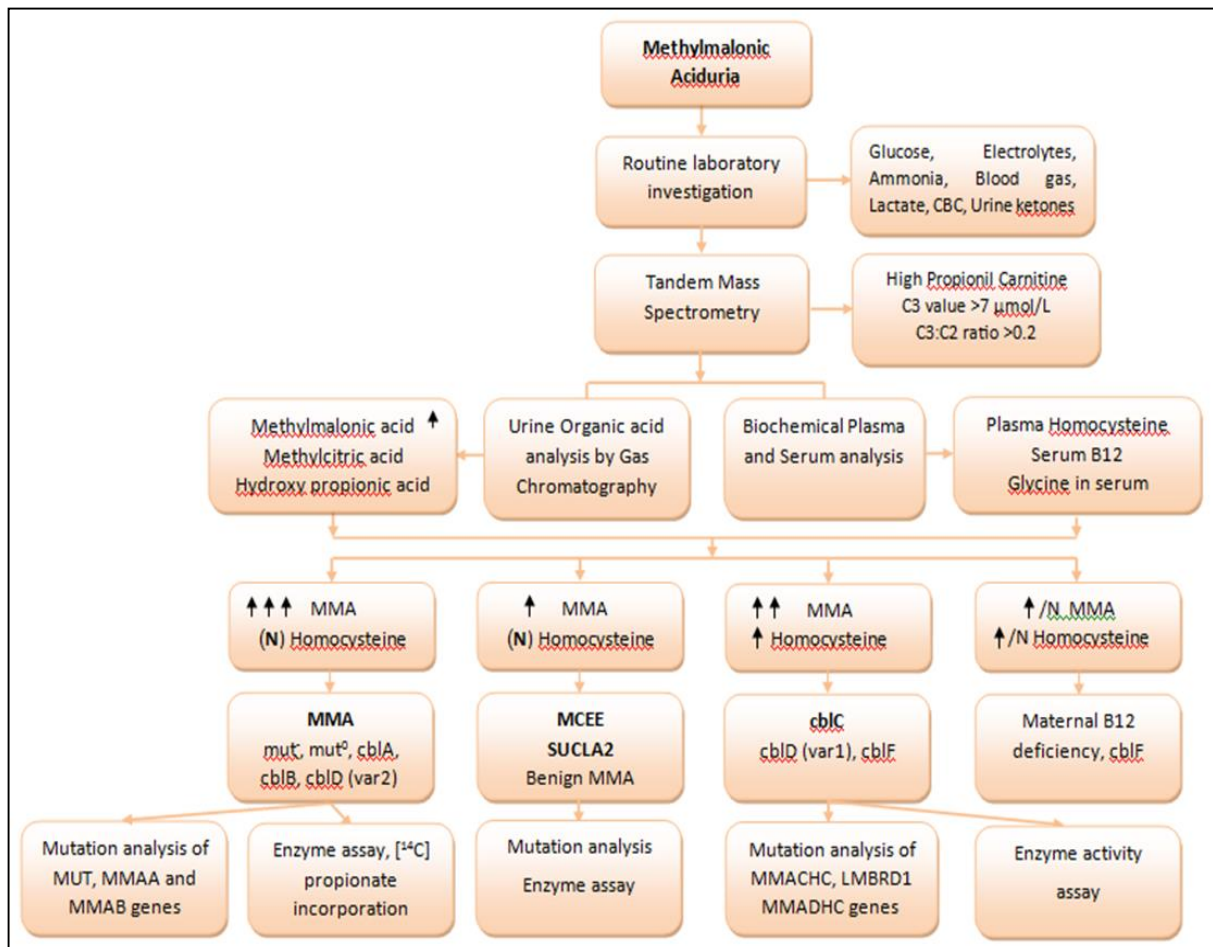 Methylmalonic
Aciduria
Routine laboratory
investigation
Glucose, Electrolytes,
Ammonia, Blood gas,
Lactate, CBC, Urine ketones
Tandem Mass
Spectrometry
High Propionil Carnitine
C3 value >7 µmol/L
C3:C2 ratio >0.2
Methylmalonic acid ↑
Methylcitric acid
Hydroxy propionic acid
Urine Organic acid
analysis by Gas
Chromatography
Biochemical Plasma
and Serum analysis
Plasma Homocysteine
Serum B12
Glycine in serum
↑↑↑ MMA
(N) Homocysteine
↑ MMA
(N) Homocysteine
↑↑ MMA
↑ Homocysteine
↑/N MMA
↑/N Homocysteine
MMA
mut⁻, mut⁰, cblA,
cblB, cblD (var2)
MCEE
SUCLA2
Benign MMA
cblC
cblD (var1), cblF
Maternal B12
deficiency, cblF
Mutation analysis of
MUT, MMAA and
MMAB genes
Enzyme assay, [¹⁴C]
propionate
incorporation
Mutation analysis
Enzyme assay
Mutation analysis of
MMACHC, LMBRD1
MMADHC genes
Enzyme activity
assay